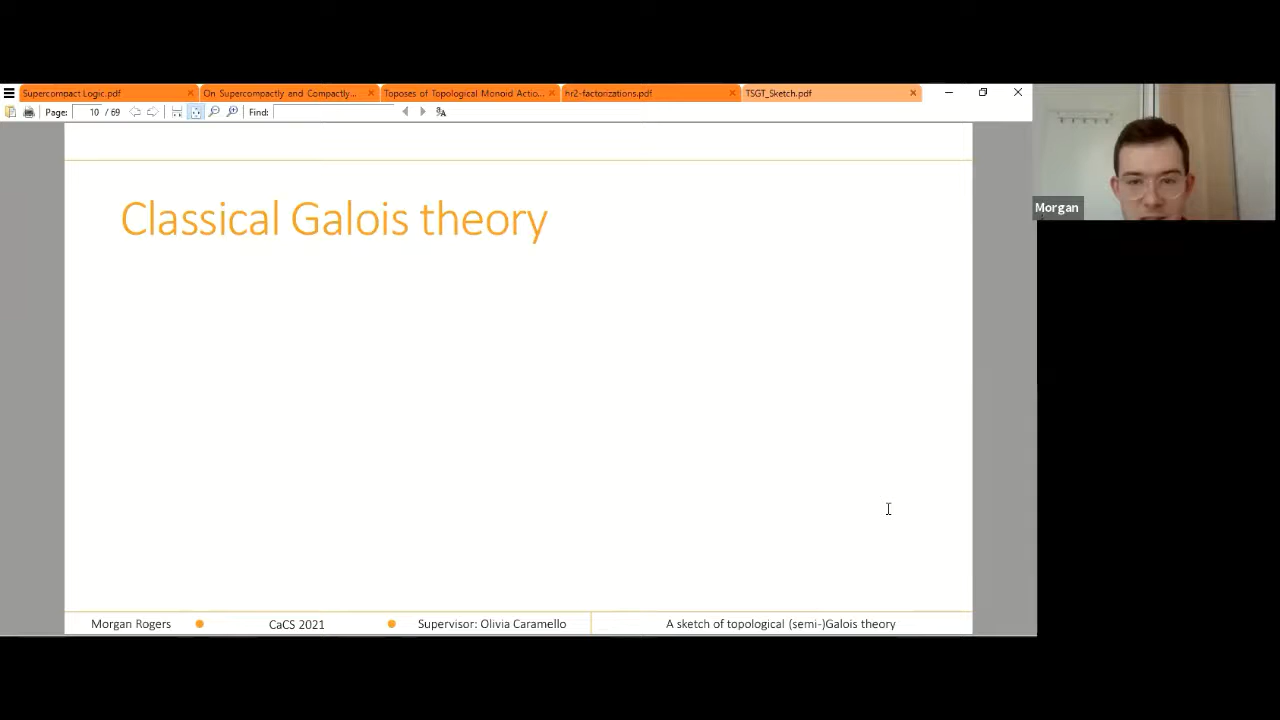 Supercompact Logic.pdf
On Supercompactly and Compactly...
Toposes of Topological Monoid Actio...
hr2-factorizations.pdf
TSGT_Sketch.pdf
Page: 10 / 69
Find:
Morgan
Classical Galois theory
Morgan Rogers
CaCS 2021
Supervisor: Olivia Caramello
A sketch of topological (semi-)Galois theory